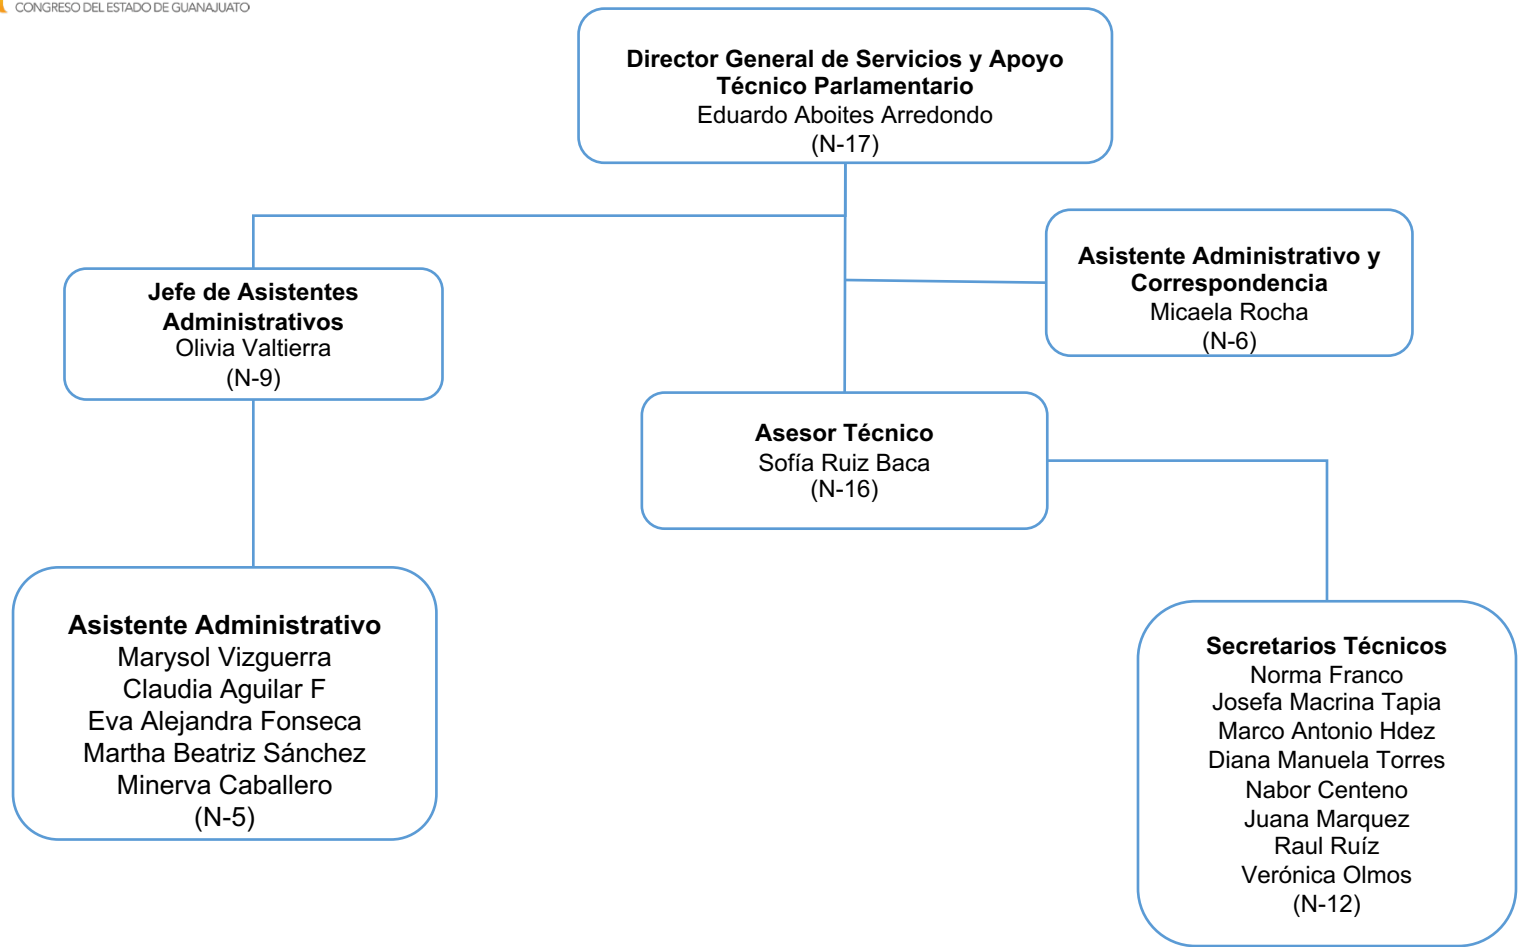 CONGRESO DEL ESTADO DE GUANAJUATO
Director General de Servicios y Apoyo
Técnico Parlamentario
Eduardo Aboites Arredondo
(N-17)
Asistente Administrativo y
Correspondencia
Micaela Rocha
(N-6)
Jefe de Asistentes
Administrativos
Olivia Valtierra
(N-9)
Asesor Técnico
Sofía Ruiz Baca
(N-16)
Asistente Administrativo
Marysol Vizguerra
Claudia Aguilar F
Eva Alejandra Fonseca
Martha Beatriz Sánchez
Minerva Caballero
(N-5)
Secretarios Técnicos
Norma Franco
Josefa Macrina Tapia
Marco Antonio Hdez
Diana Manuela Torres
Nabor Centeno
Juana Marquez
Raul Ruíz
Verónica Olmos
(N-12)